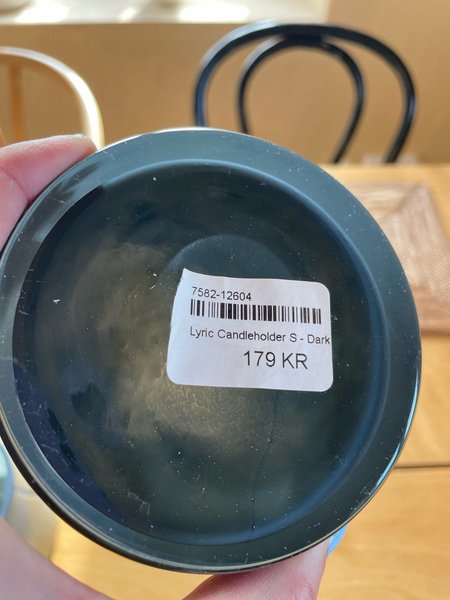 7582-12604
Lyric Candleholder S - Dark
179 KR